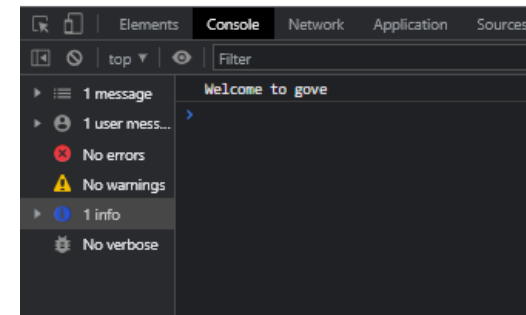 Elements Console Network Application Sources
top Filter
1 message
Welcome to gove
1 user mess...
No errors
No warnings
1 info
No verbose